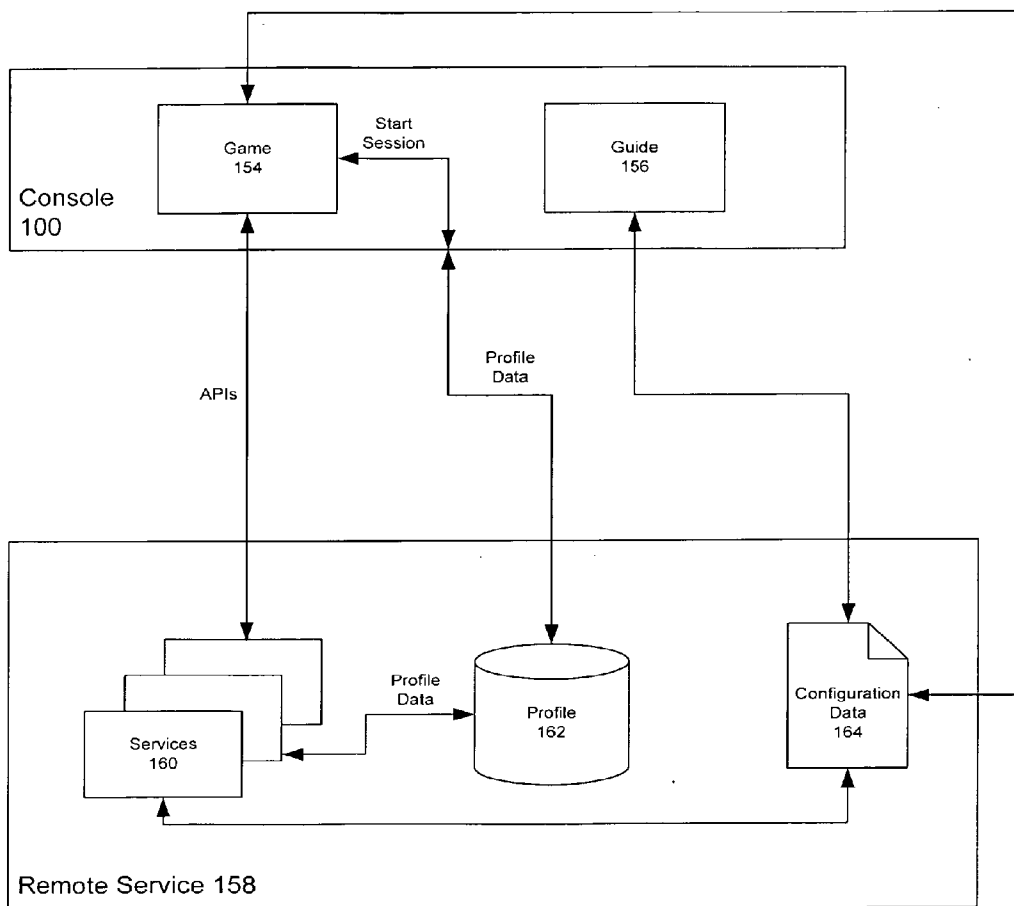 Game
154
Start
Session
Guide
156
Console
100
APIs
Profile
Data
Services
160
Profile
Data
Profile
162
Configuration
Data
164
Remote Service 158